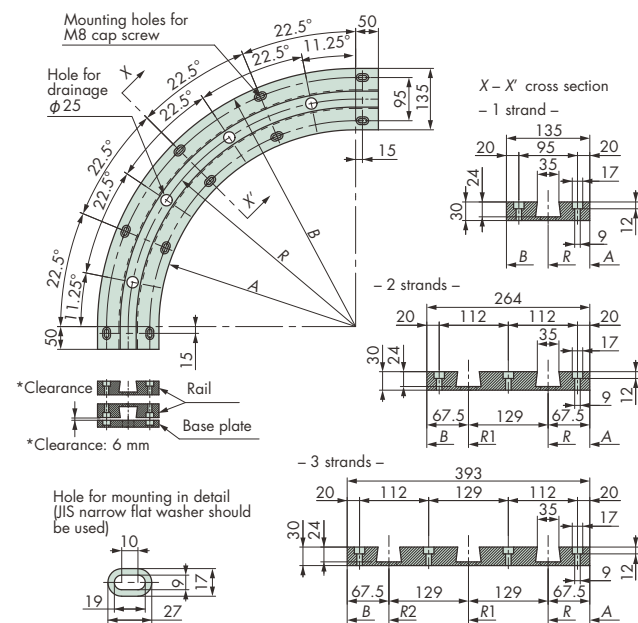 Mounting holes for
M8 cap screw
22.5°
50
22.5°
11.25°
22.5°
X
Hole for
drainage
φ25
22.5°
95
135
15
22.5°
22.5°
X'
B
R
A
22.5°
11.25°
50
15
*Clearance
Rail
Base plate
*Clearance: 6 mm
Hole for mounting in detail
(JIS narrow flat washer should
be used)
10
9
17
19
27
X – X' cross section
– 1 strand –
135
20
95
20
35
17
24
30
9
12
B
R
A
– 2 strands –
264
20
112
112
20
35
17
30
24
12
9
67.5
129
67.5
B
R1
R
A
– 3 strands –
393
20
112
129
112
20
35
17
30
24
12
9
67.5
129
129
67.5
B
R2
R1
R
A